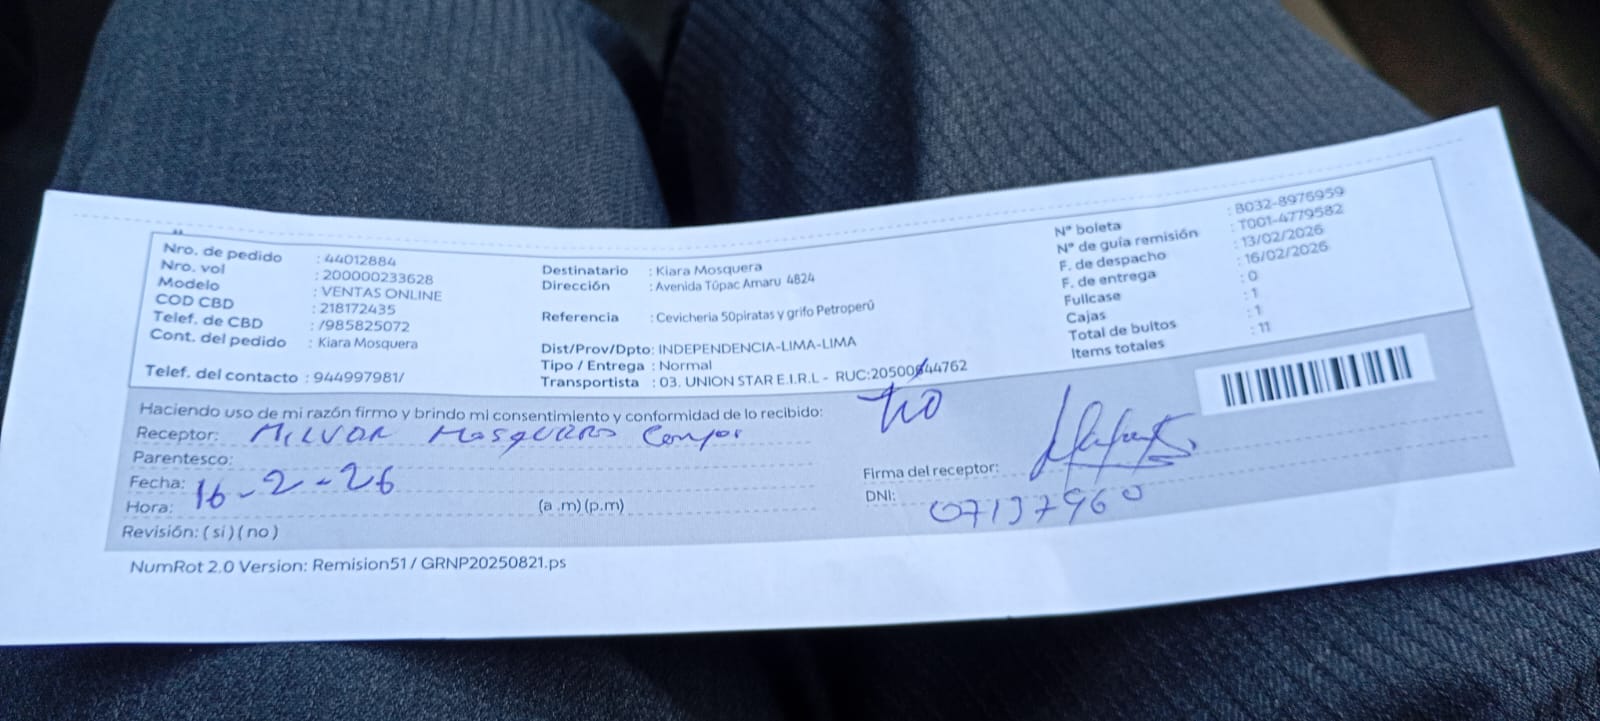 Nro. de pedido : 44012884
Nro. vol : 200000233628
Modelo : VENTAS ONLINE
COD CBD : 218172435
Telef. de CBD : /985825072
Cont. del pedido : Kiara Mosquera
Telef. del contacto : 944997981/
Destinatario : Kiara Mosquera
Dirección : Avenida Túpac Amaru 4824
Referencia : Cevicheria 50piratas y grifo Petroperú
Dist/Prov/Dpto: INDEPENDENCIA-LIMA-LIMA
Tipo / Entrega : Normal
Transportista : 03. UNION STAR E.I.R.L - RUC:20500644762
N° boleta : B032-8976959
N° de guía remisión : T001-4779582
F. de despacho : 13/02/2026
F. de entrega : 16/02/2026
Fullcase : 0
Cajas : 1
Total de bultos : 1
Items totales : 11
Haciendo uso de mi razón firmo y brindo mi consentimiento y conformidad de lo recibido:
Receptor: MILVAR Mosquera
Parentesco:
Fecha: 16-2-26
Hora: (a .m) (p.m)
Revisión: ( si ) ( no )
Tio
Firma del receptor:
DNI: 07137960
NumRot 2.0 Version: Remision51 / GRNP20250821.ps